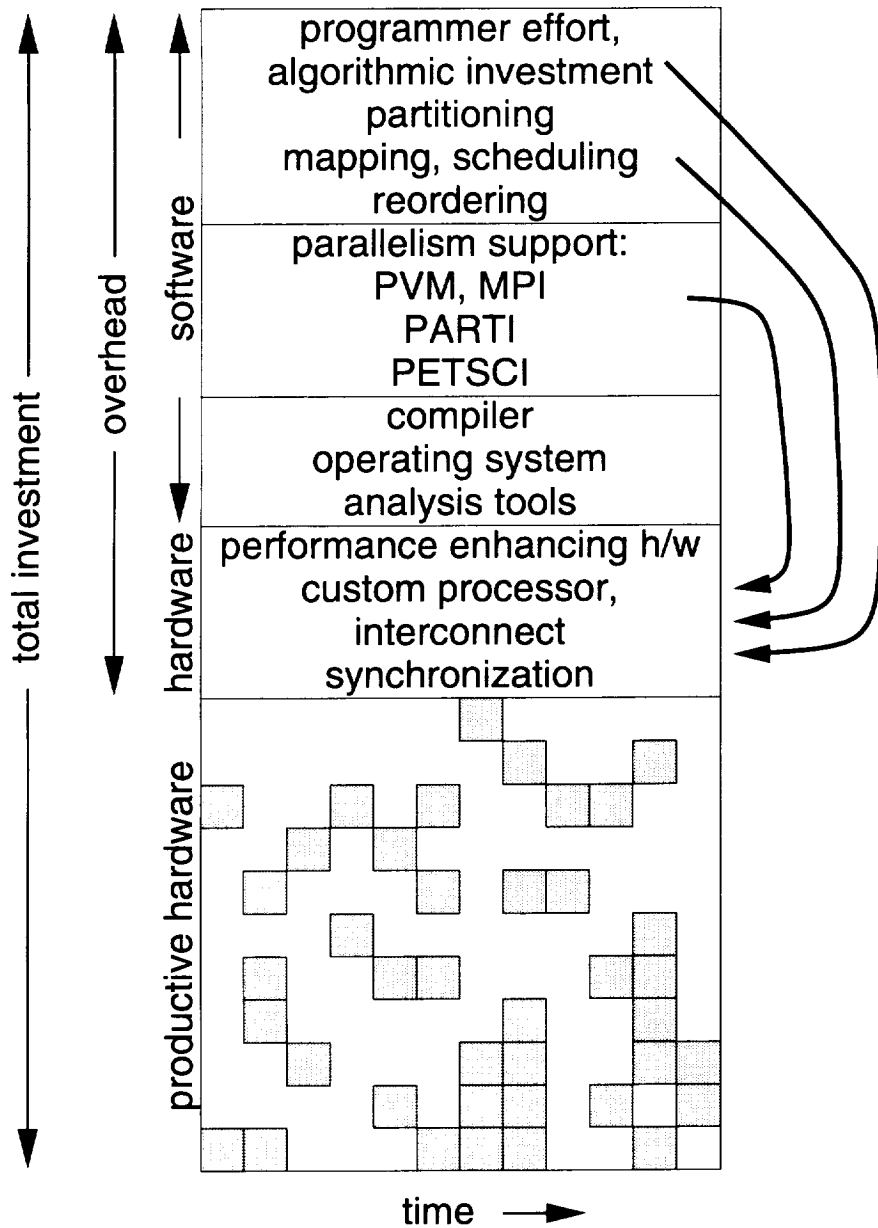 programmer effort,
algorithmic investment
partitioning
mapping, scheduling
reordering
parallelism support:
PVM, MPI
PARTI
PETSCI
compiler
operating system
analysis tools
performance enhancing h/w
custom processor,
interconnect
synchronization
total investment
overhead
software
hardware
productive hardware
time